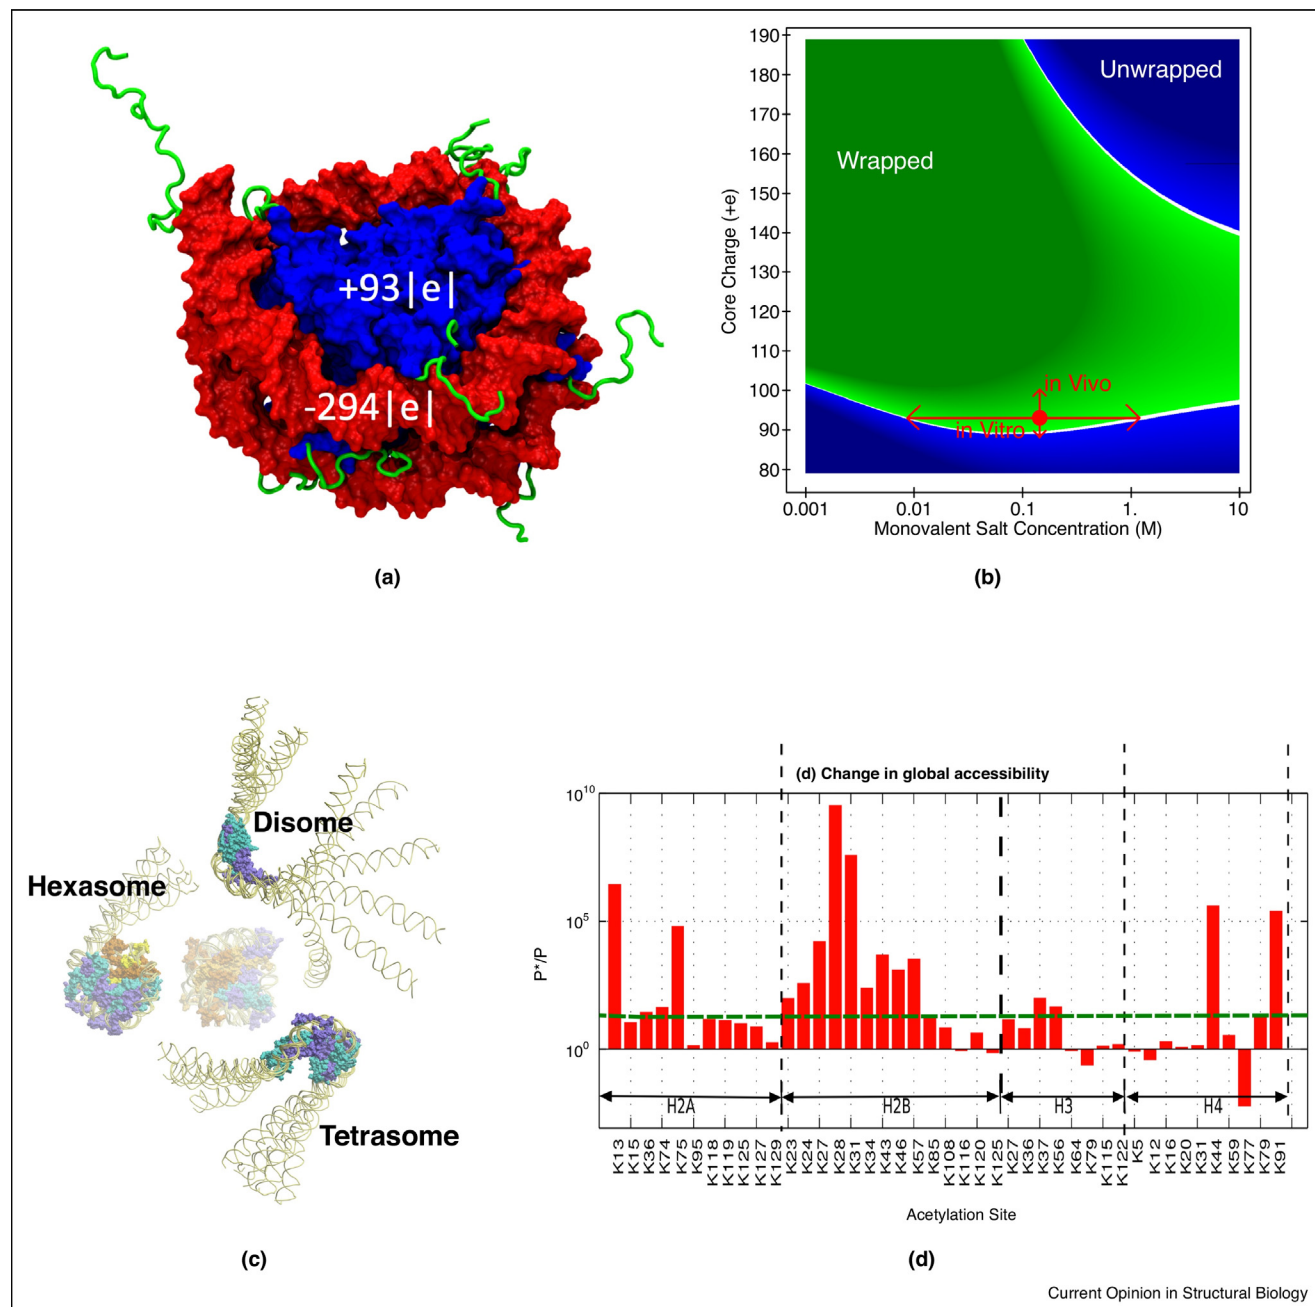 +93|e|
-294|e|
(a)
190
180
170
160
150
140
130
120
110
100
90
80
Core Charge (+e)
Unwrapped
Wrapped
in Vivo
in Vitro
0.001
0.01
0.1
1.
10
Monovalent Salt Concentration (M)
(b)
Disome
Hexasome
Tetrasome
(c)
(d) Change in global accessibility
10^10
10^5
10^0
P*/P
H2A
H2B
H3
H4
K13
K15
K36
K74
K75
K95
K118
K119
K125
K127
K129
K23
K24
K27
K28
K31
K34
K43
K46
K57
K85
K108
K116
K120
K125
K27
K36
K37
K56
K64
K79
K115
K122
K5
K12
K16
K20
K31
K44
K59
K77
K79
K91
Acetylation Site
(d)
Current Opinion in Structural Biology